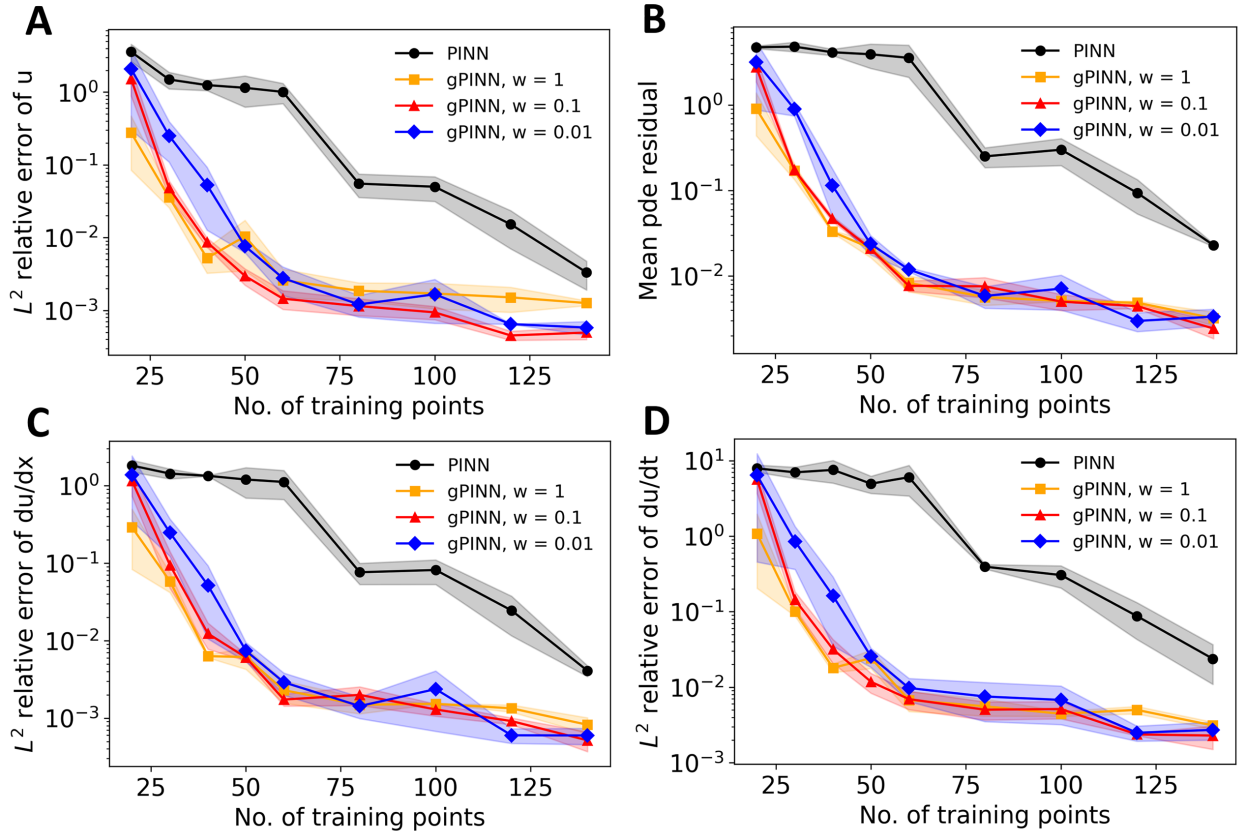 A
L² relative error of u
10⁰
10⁻¹
10⁻²
10⁻³
PINN
gPINN, w = 1
gPINN, w = 0.1
gPINN, w = 0.01
25 50 75 100 125
No. of training points
B
Mean pde residual
10⁰
10⁻¹
10⁻²
PINN
gPINN, w = 1
gPINN, w = 0.1
gPINN, w = 0.01
25 50 75 100 125
No. of training points
C
L² relative error of du/dx
10⁰
10⁻¹
10⁻²
10⁻³
PINN
gPINN, w = 1
gPINN, w = 0.1
gPINN, w = 0.01
25 50 75 100 125
No. of training points
D
L² relative error of du/dt
10¹
10⁰
10⁻¹
10⁻²
10⁻³
PINN
gPINN, w = 1
gPINN, w = 0.1
gPINN, w = 0.01
25 50 75 100 125
No. of training points